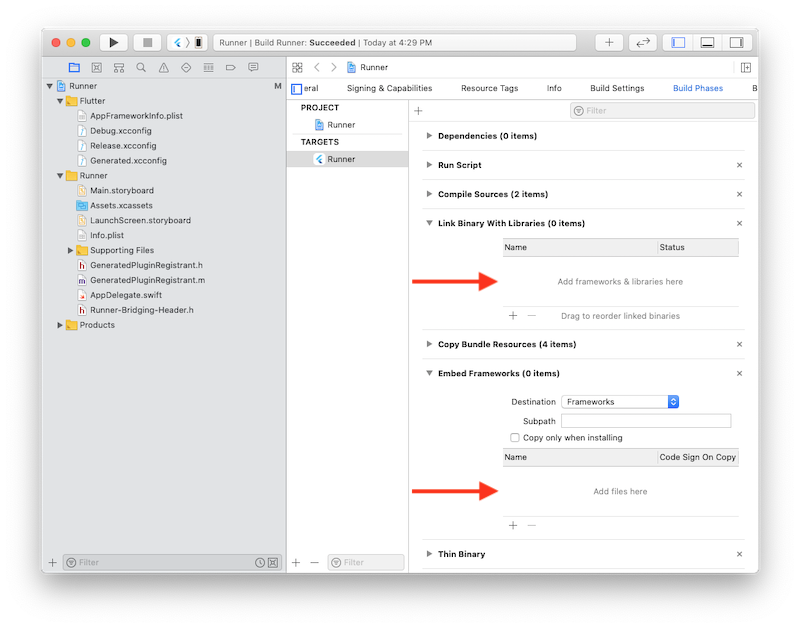 Runner | Build Runner: Succeeded | Today at 4:29 PM
Runner
M
Flutter
AppFrameworkInfo.plist
Debug.xcconfig
Release.xcconfig
Generated.xcconfig
Runner
Main.storyboard
Assets.xcassets
LaunchScreen.storyboard
Info.plist
Supporting Files
GeneratedPluginRegistrant.h
GeneratedPluginRegistrant.m
AppDelegate.swift
Runner-Bridging-Header.h
Products
Filter
Runner
eral Signing & Capabilities Resource Tags Info Build Settings Build Phases B
PROJECT
Runner
TARGETS
Runner
Filter
Filter
Dependencies (0 items)
Run Script
Compile Sources (2 items)
Link Binary With Libraries (0 items)
Name Status
Add frameworks & libraries here
Drag to reorder linked binaries
Copy Bundle Resources (4 items)
Embed Frameworks (0 items)
Destination Frameworks
Subpath
Copy only when installing
Name Code Sign On Copy
Add files here
Thin Binary